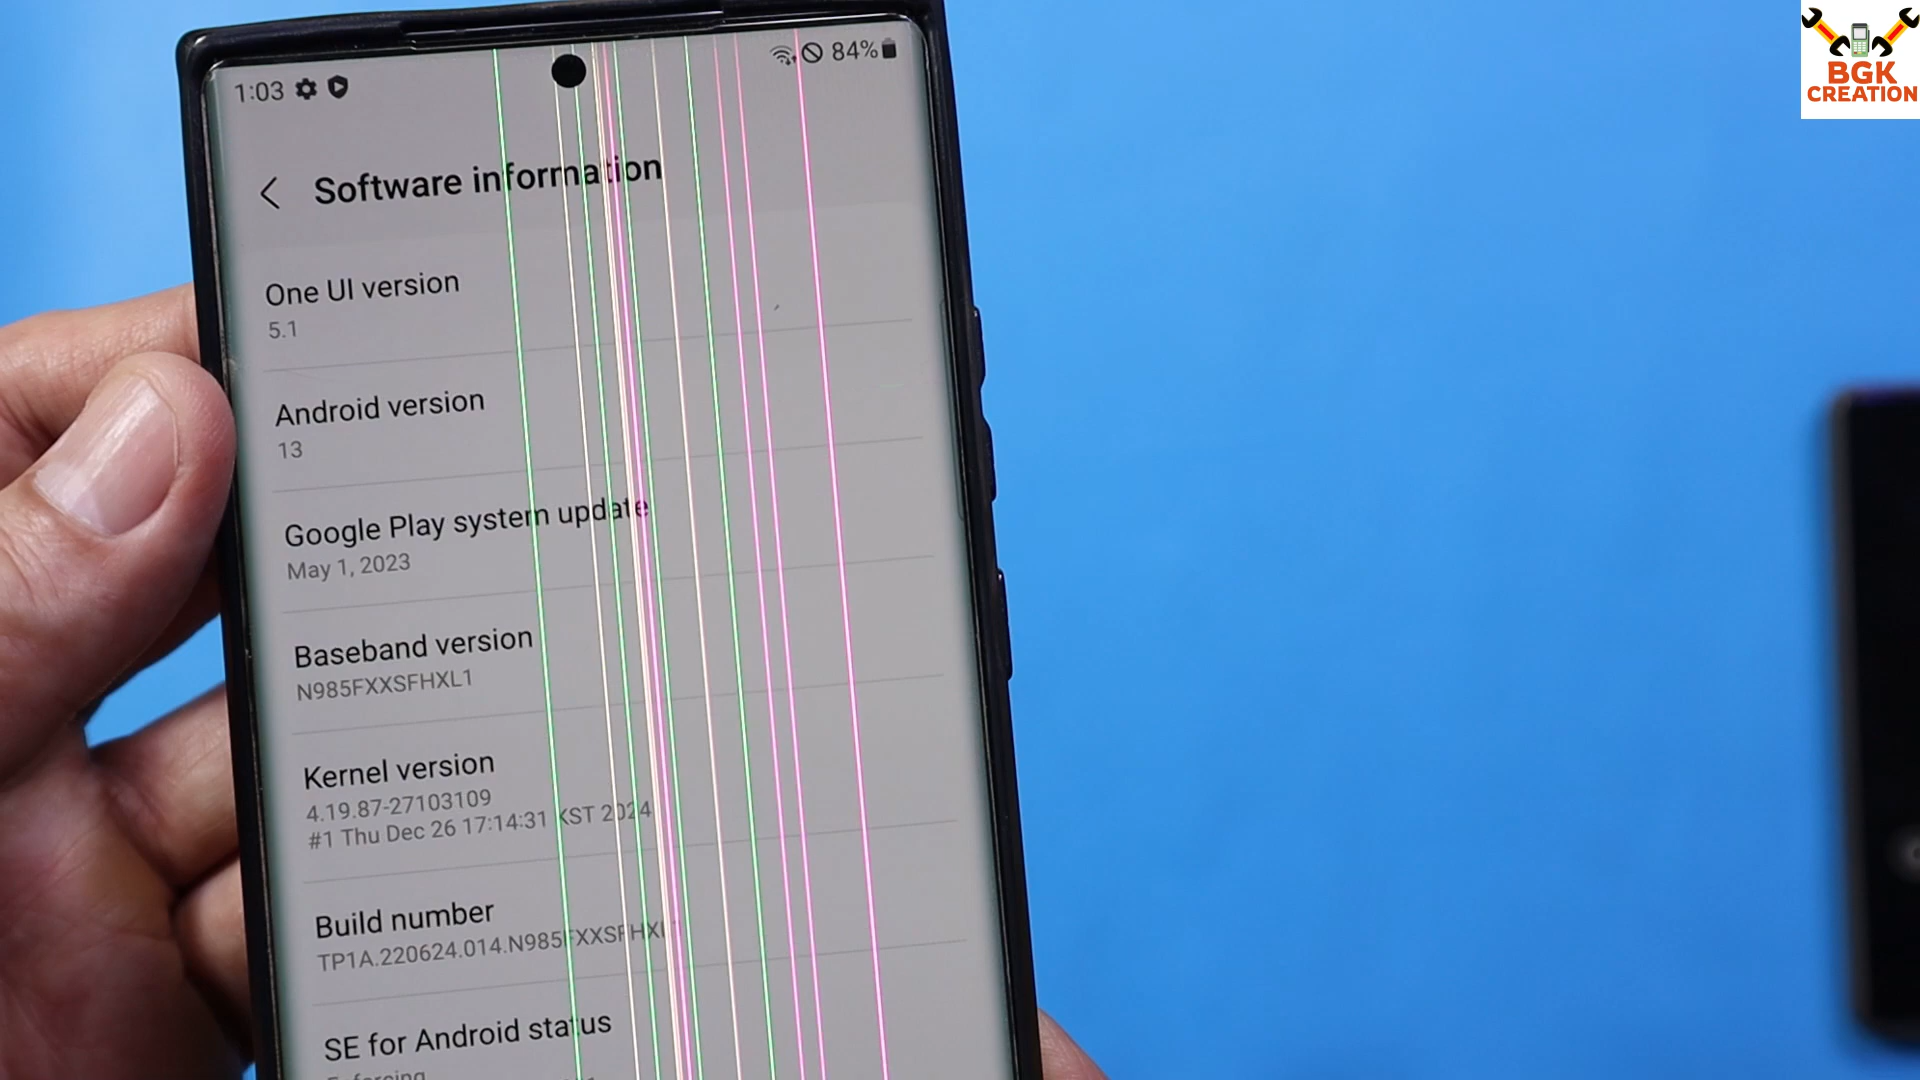 BGK
CREATION
1:03
84%
Software information
One UI version
5.1
Android version
13
Google Play system update
May 1, 2023
Baseband version
N985FXXSFHXL1
Kernel version
4.19.87-27103109
#1 Thu Dec 26 17:14:31 KST 2024
Build number
TP1A.220624.014.N985FXXSFHXL1
SE for Android status